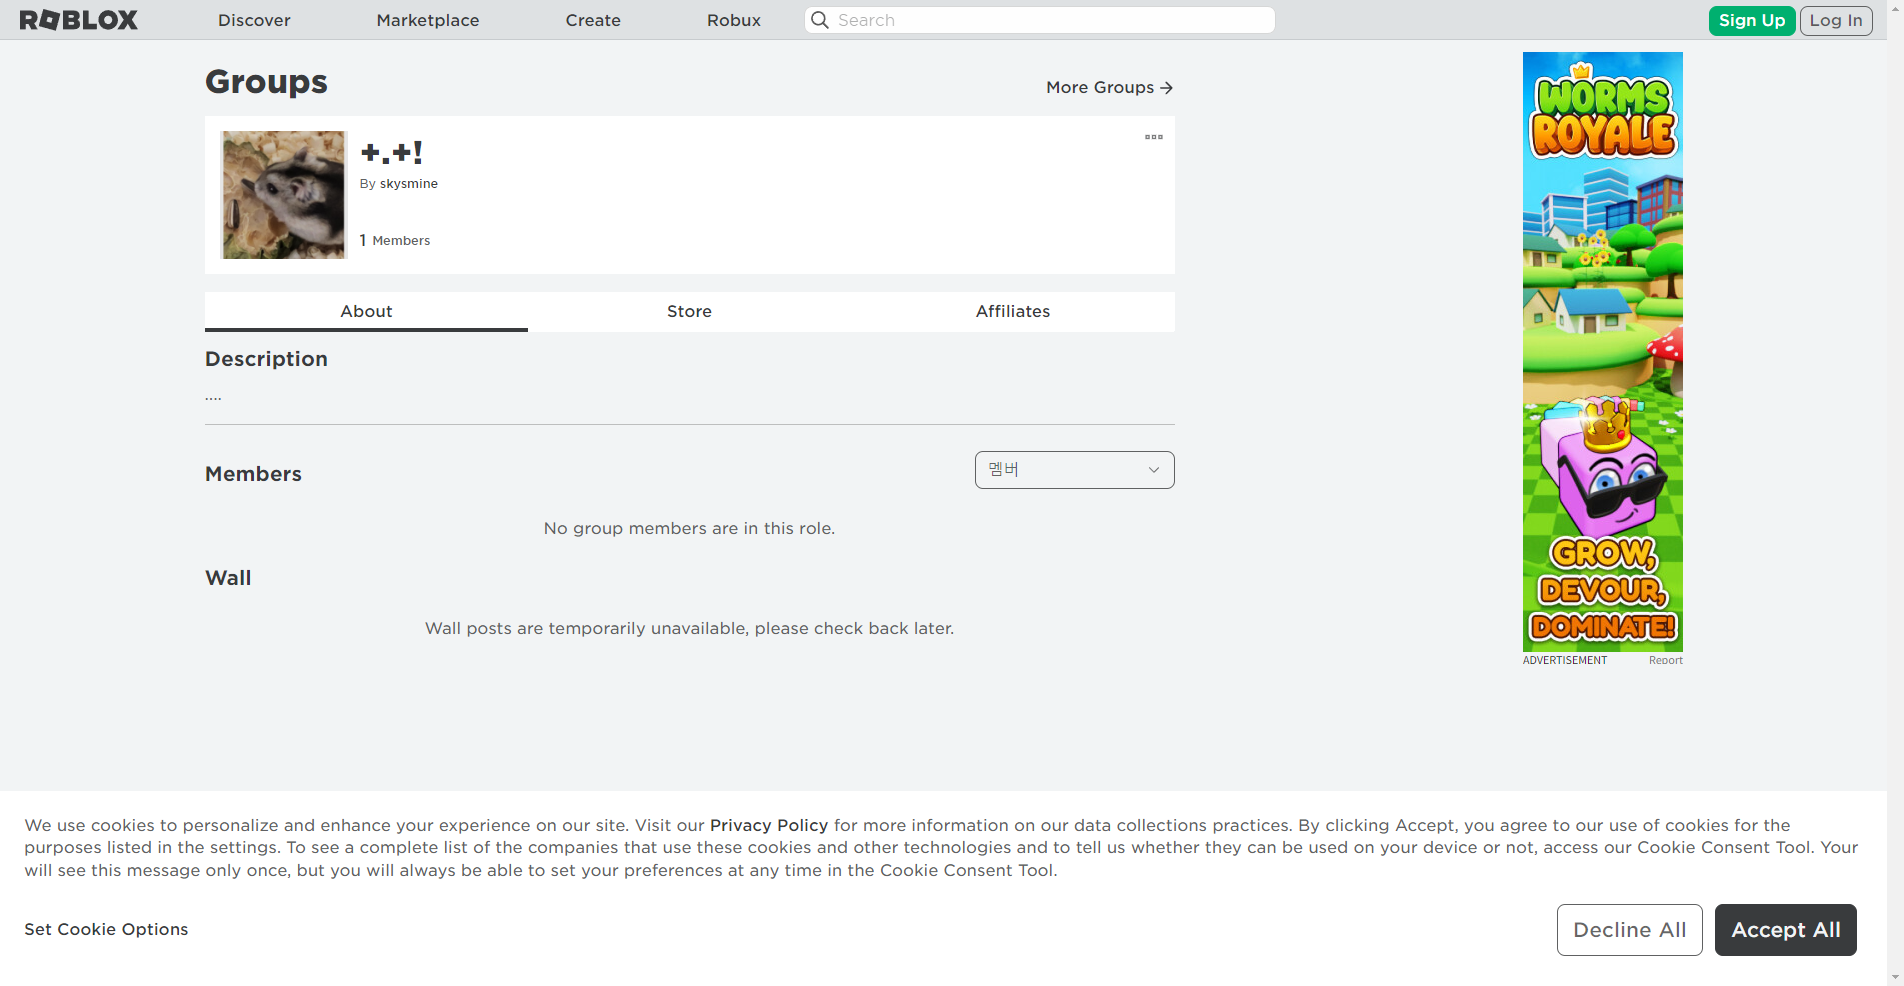 ROBLOX
Discover
Marketplace
Create
Robux
Search
Sign Up
Log In
Groups
More Groups
+.+!
By skysmine
1 Members
About
Store
Affiliates
Description
....
Members
멤버
No group members are in this role.
Wall
Wall posts are temporarily unavailable, please check back later.
WORMS
ROYALE
GROW,
DEVOUR,
DOMINATE!
ADVERTISEMENT
Report
We use cookies to personalize and enhance your experience on our site. Visit our Privacy Policy for more information on our data collections practices. By clicking Accept, you agree to our use of cookies for the
purposes listed in the settings. To see a complete list of the companies that use these cookies and other technologies and to tell us whether they can be used on your device or not, access our Cookie Consent Tool. Your
will see this message only once, but you will always be able to set your preferences at any time in the Cookie Consent Tool.
Set Cookie Options
Decline All
Accept All